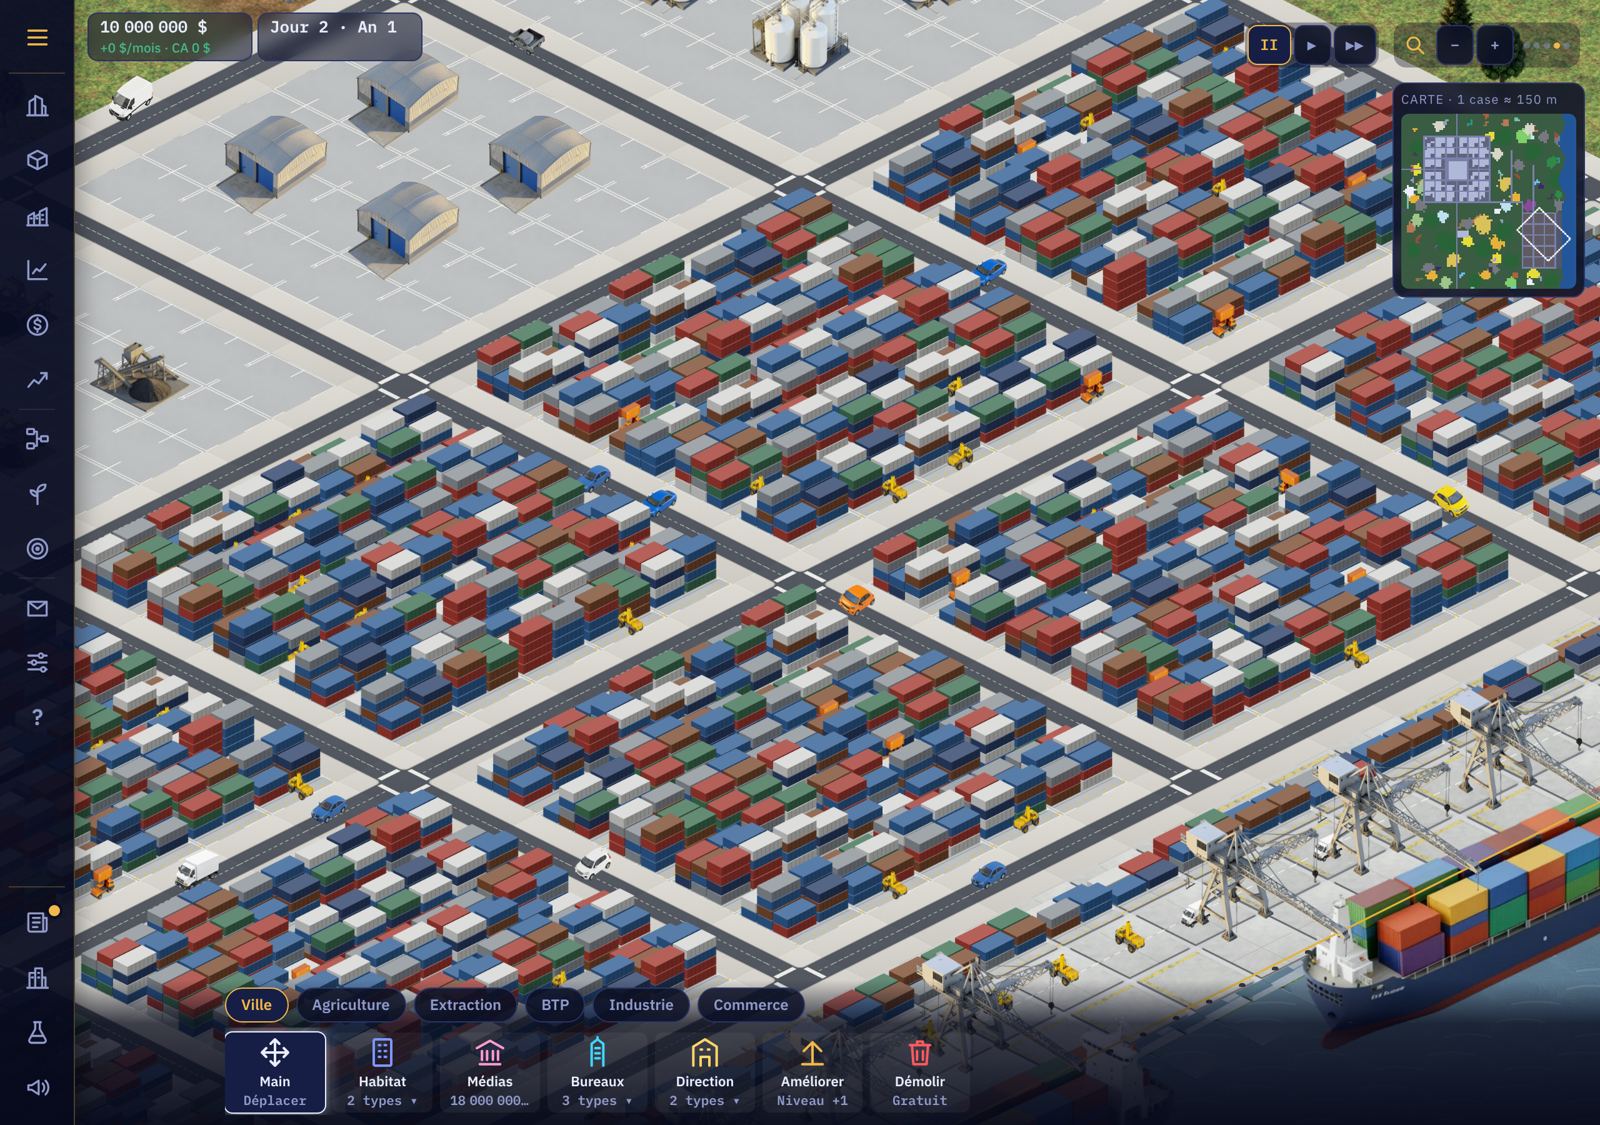 10 000 000 $
+0 $/mois · CA 0 $
Jour 2 · An 1
CARTE · 1 case ≈ 150 m
?
Ville
Agriculture
Extraction
BTP
Industrie
Commerce
Main
Déplacer
Habitat
2 types ▾
Médias
18 000 000…
Bureaux
3 types ▾
Direction
2 types ▾
Améliorer
Niveau +1
Démolir
Gratuit